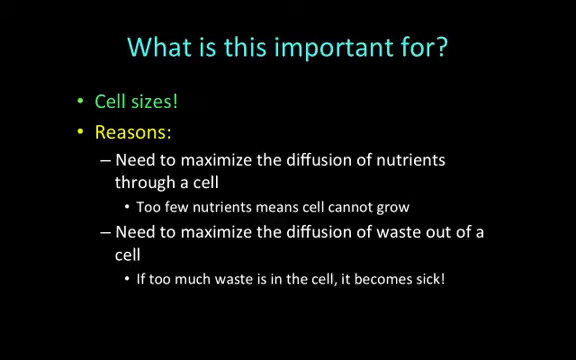 What is this important for?
• Cell sizes!
• Reasons:
– Need to maximize the diffusion of nutrients
through a cell
• Too few nutrients means cell cannot grow
– Need to maximize the diffusion of waste out of a
cell
• If too much waste is in the cell, it becomes sick!